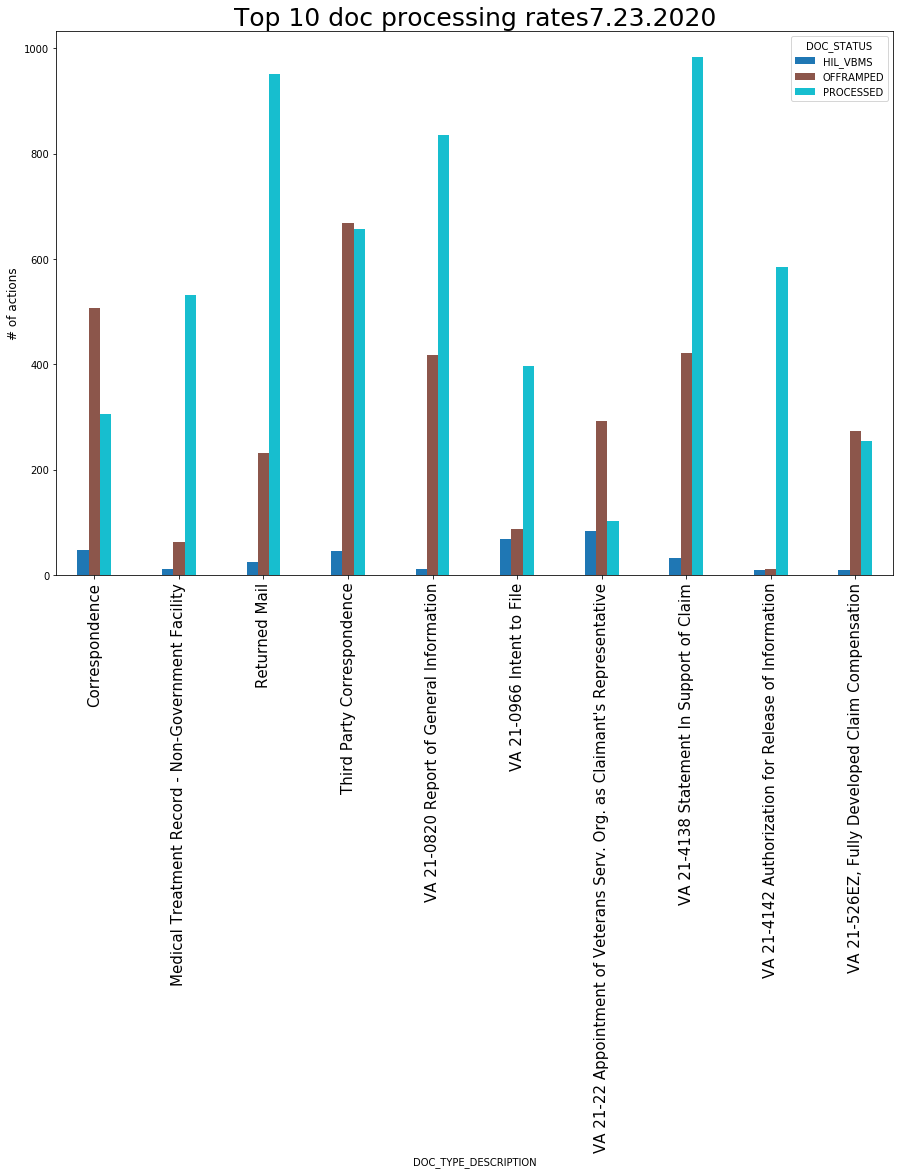 Top 10 doc processing rates7.23.2020
DOC_STATUS
HIL_VBMS
OFFRAMPED
PROCESSED
# of actions
1000
800
600
400
200
0
Correspondence
Medical Treatment Record - Non-Government Facility
Returned Mail
Third Party Correspondence
VA 21-0820 Report of General Information
VA 21-0966 Intent to File
VA 21-22 Appointment of Veterans Serv. Org. as Claimant's Representative
VA 21-4138 Statement In Support of Claim
VA 21-4142 Authorization for Release of Information
VA 21-526EZ, Fully Developed Claim Compensation
DOC_TYPE_DESCRIPTION